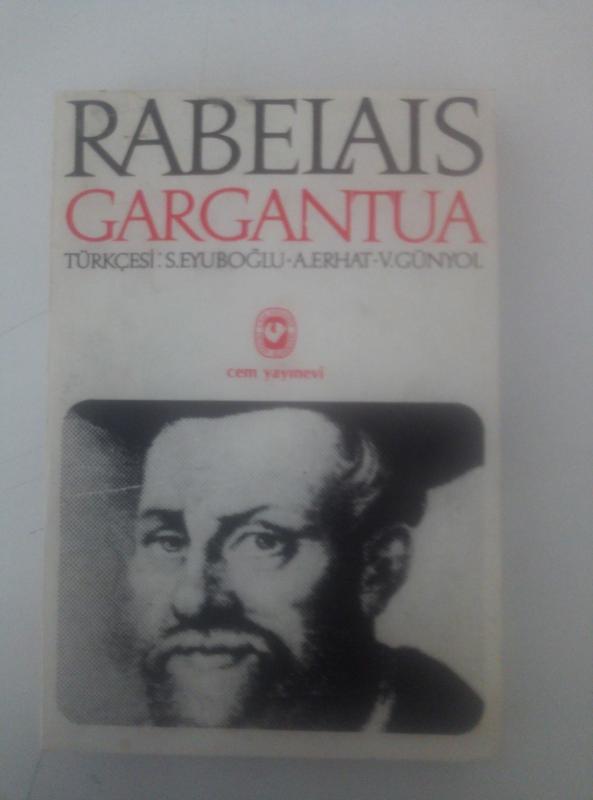 RABELAIS
GARGANTUA
TÜRKÇESİ: S.EYUBOĞLU-A.ERHAT-V.GÜNYOL
cem yayınevi